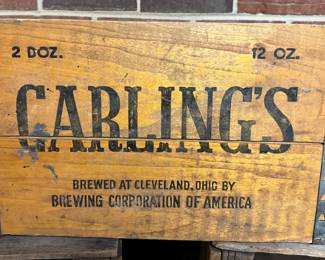 2 DOZ. 12 OZ.
CARLING'S
BREWED AT CLEVELAND, OHIO BY
BREWING CORPORATION OF AMERICA